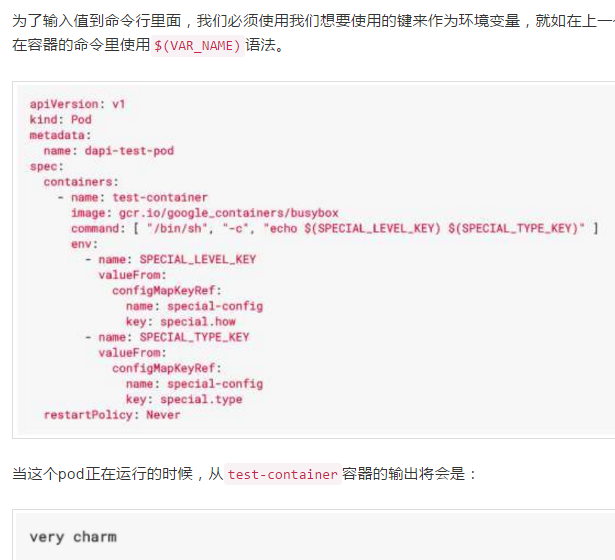 为了输入值到命令行里面，我们必须使用我们想要使用的键来作为环境变量，就如在上一
在容器的命令里使用 $(VAR_NAME) 语法。
apiVersion: v1
kind: Pod
metadata:
  name: dapi-test-pod
spec:
  containers:
    - name: test-container
      image: gcr.io/google_containers/busybox
      command: [ "/bin/sh", "-c", "echo $(SPECIAL_LEVEL_KEY) $(SPECIAL_TYPE_KEY)" ]
      env:
        - name: SPECIAL_LEVEL_KEY
          valueFrom:
            configMapKeyRef:
              name: special-config
              key: special.how
        - name: SPECIAL_TYPE_KEY
          valueFrom:
            configMapKeyRef:
              name: special-config
              key: special.type
  restartPolicy: Never
当这个pod正在运行的时候，从 test-container 容器的输出将会是：
very charm